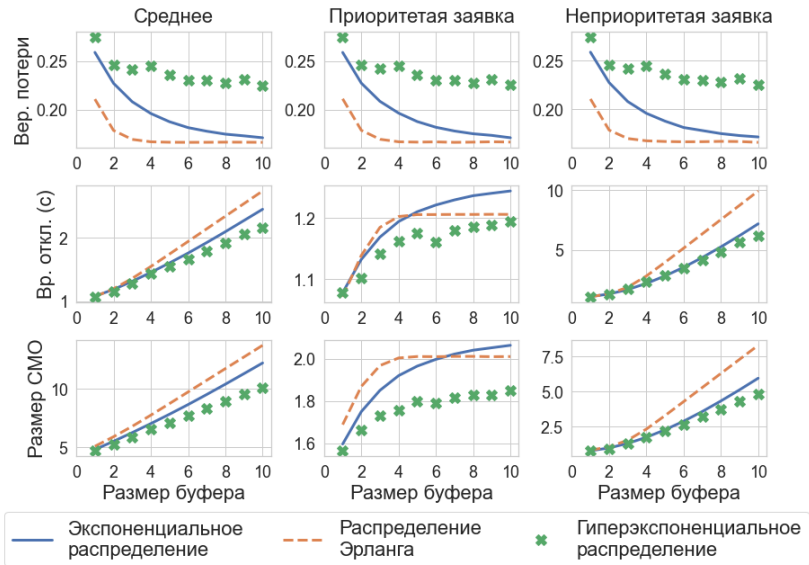 Среднее
Приоритетая заявка
Неприоритетая заявка
Вер. потери
0.25
0.20
0 2 4 6 8 10
0.25
0.20
0 2 4 6 8 10
0.25
0.20
0 2 4 6 8 10
Вр. откл. (с)
2
1
0 2 4 6 8 10
1.2
1.1
0 2 4 6 8 10
10
5
0 2 4 6 8 10
Размер СМО
10
5
0 2 4 6 8 10
Размер буфера
2.0
1.8
1.6
0 2 4 6 8 10
Размер буфера
7.5
5.0
2.5
0 2 4 6 8 10
Размер буфера
Экспоненциальное
распределение
Распределение
Эрланга
Гиперэкспоненциальное
распределение